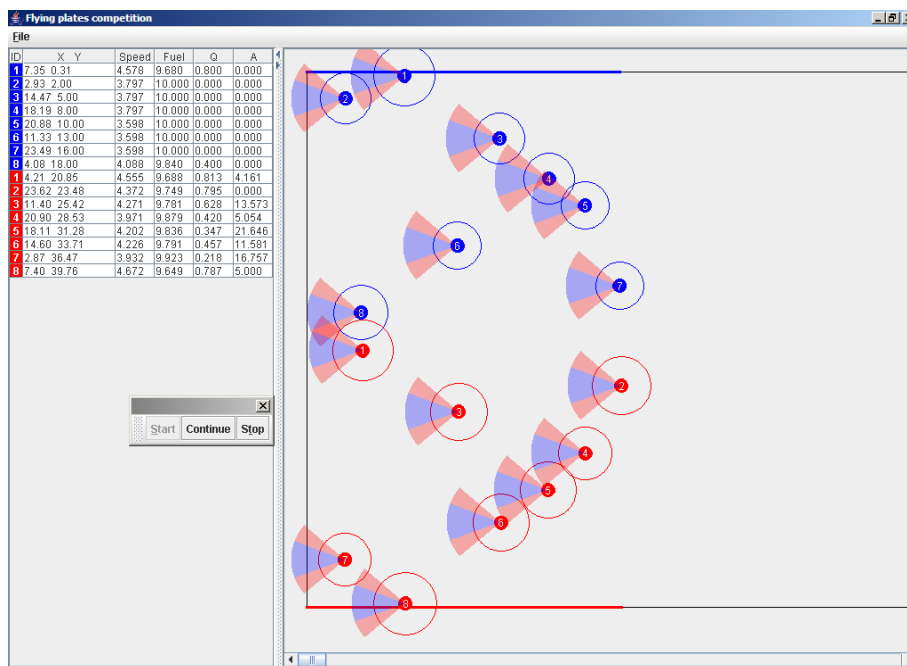 Flying plates competition
File
ID X Y Speed Fuel Q A
1 7.35 0.31 4.578 9.680 0.800 0.000
2 2.93 2.00 3.797 10.000 0.000 0.000
3 14.47 5.00 3.797 10.000 0.000 0.000
4 18.19 8.00 3.797 10.000 0.000 0.000
5 20.88 10.00 3.598 10.000 0.000 0.000
6 11.33 13.00 3.598 10.000 0.000 0.000
7 23.49 16.00 3.598 10.000 0.000 0.000
8 4.08 18.00 4.088 9.840 0.400 0.000
1 4.21 20.85 4.555 9.688 0.813 4.161
2 23.62 23.48 4.372 9.749 0.795 0.000
3 11.40 25.42 4.271 9.781 0.628 13.573
4 20.90 28.53 3.971 9.879 0.420 5.054
5 18.11 31.28 4.202 9.836 0.347 21.646
6 14.60 33.71 4.226 9.791 0.457 11.581
7 2.87 36.47 3.932 9.923 0.218 16.757
8 7.40 39.76 4.672 9.649 0.787 5.000
Start Continue Stop
1
2
3
4
5
6
7
8
1
2
3
4
5
6
7
8